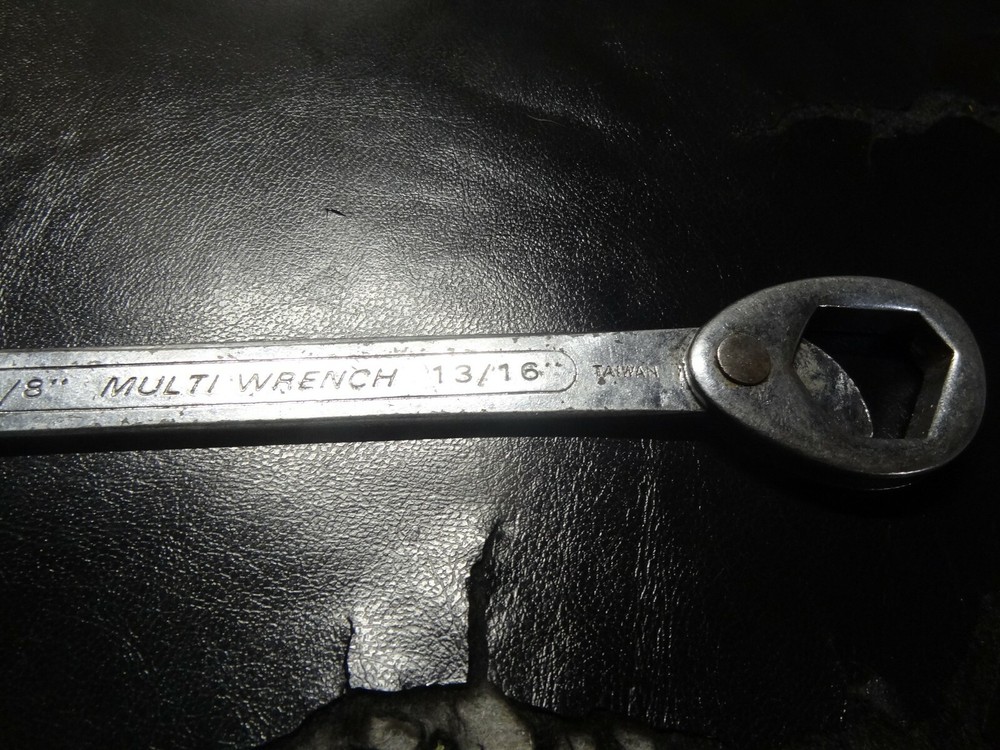 /8" MULTI WRENCH 13/16" TAIWAN